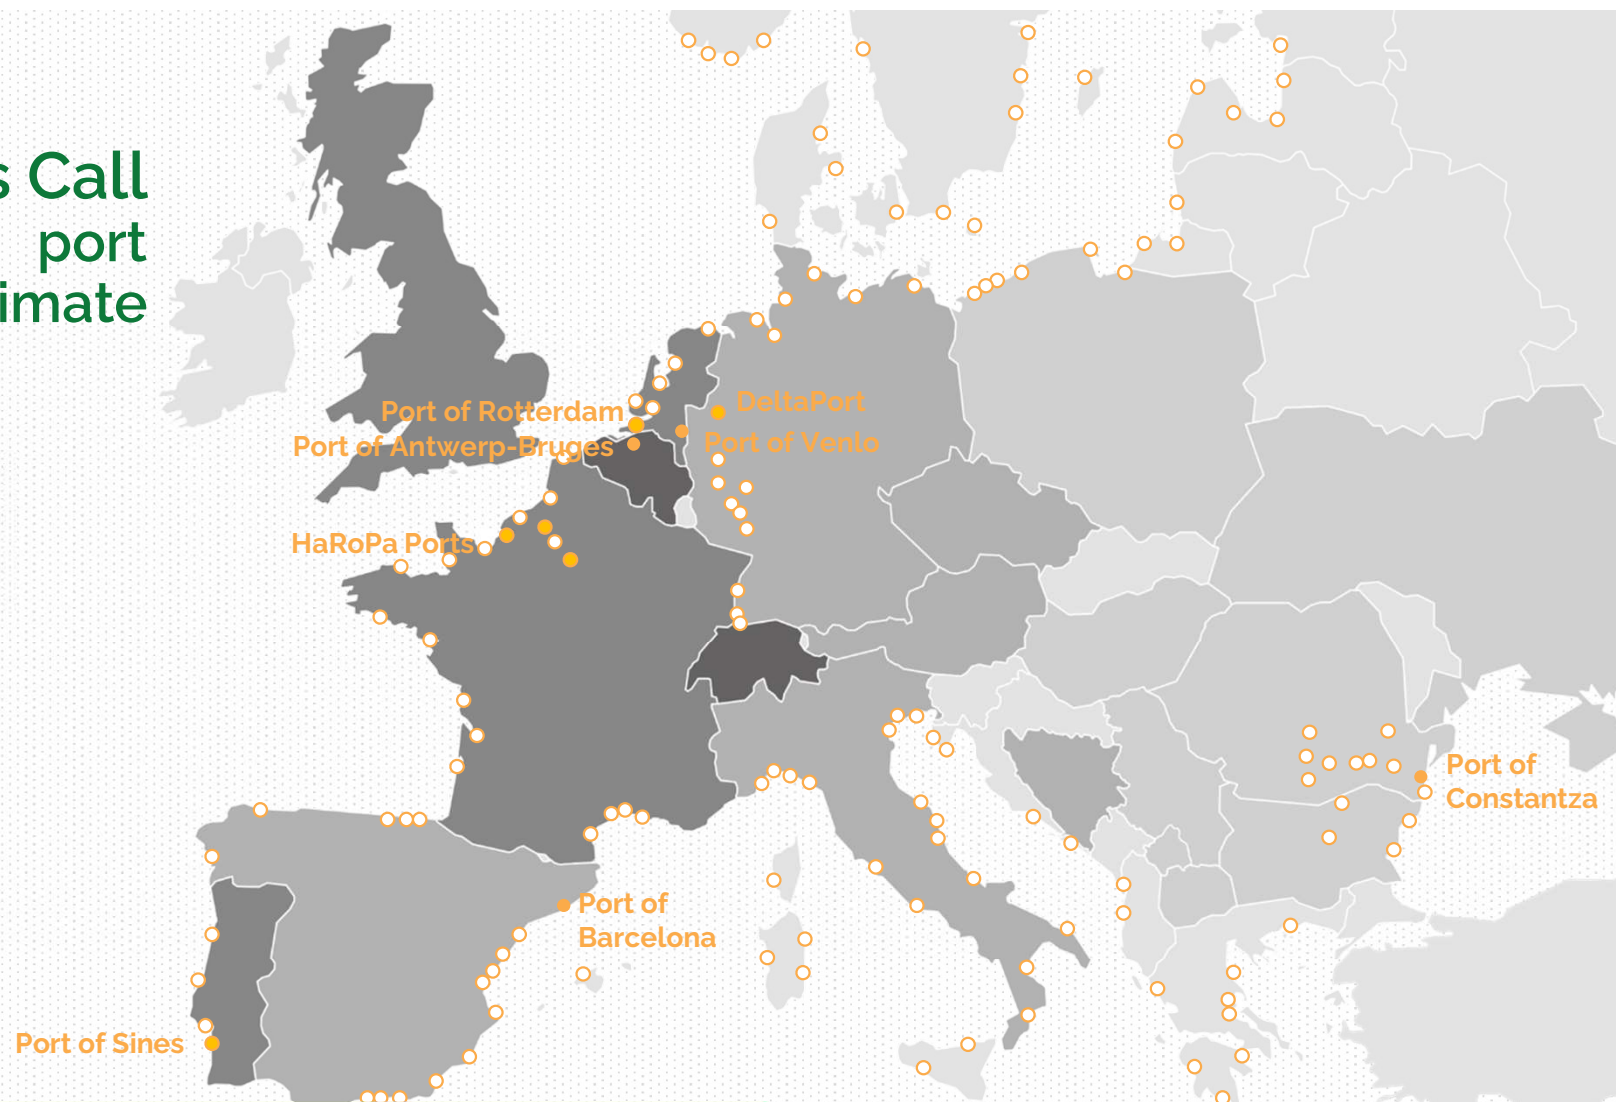 s Call
port
imate
Port of Rotterdam
DeltaPort
Port of Antwerp-Bruges
Port of Venlo
HaRoPa Ports
Port of
Constantza
Port of
Barcelona
Port of Sines